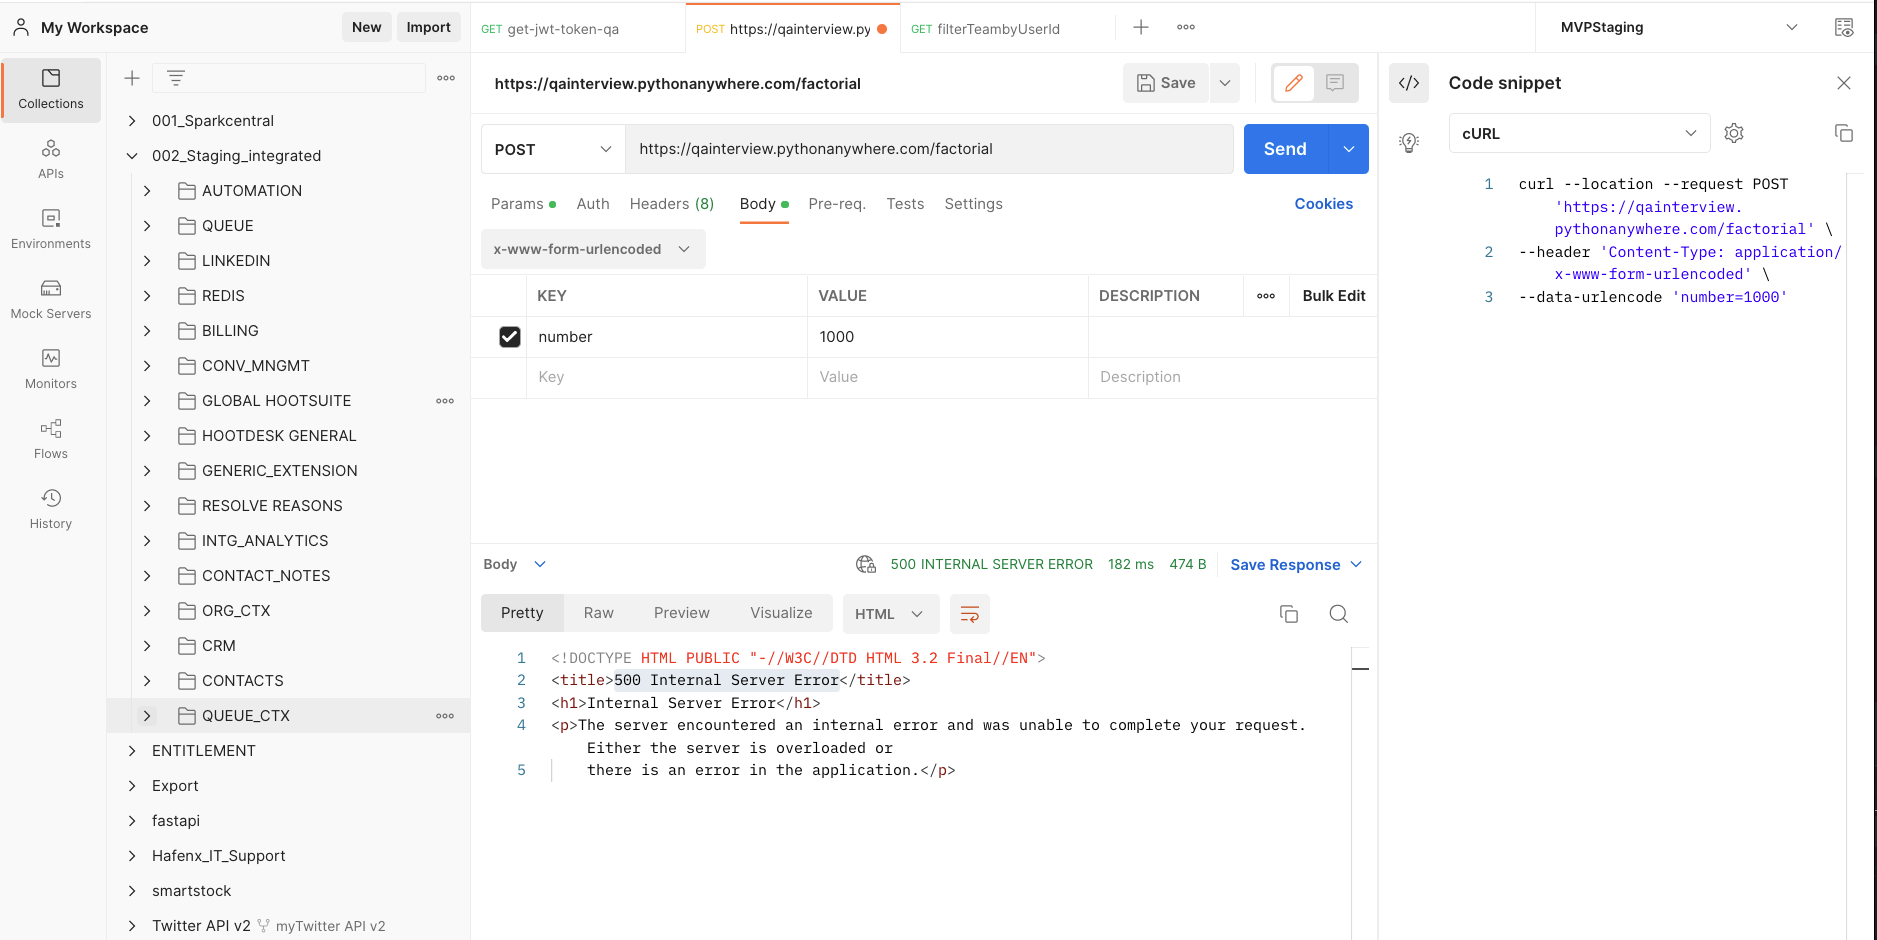 My Workspace
New
Import
GET get-jwt-token-qa
POST https://qainterview.py
GET filterTeambyUserId
MVPStaging
Collections
APIs
Environments
Mock Servers
Monitors
Flows
History
001_Sparkcentral
002_Staging_integrated
AUTOMATION
QUEUE
LINKEDIN
REDIS
BILLING
CONV_MNGMT
GLOBAL HOOTSUITE
HOOTDESK GENERAL
GENERIC_EXTENSION
RESOLVE REASONS
INTG_ANALYTICS
CONTACT_NOTES
ORG_CTX
CRM
CONTACTS
QUEUE_CTX
ENTITLEMENT
Export
fastapi
Hafenx_IT_Support
smartstock
Twitter API v2 myTwitter API v2
https://qainterview.pythonanywhere.com/factorial
Save
POST
https://qainterview.pythonanywhere.com/factorial
Send
Params
Auth
Headers (8)
Body
Pre-req.
Tests
Settings
Cookies
x-www-form-urlencoded
KEY
VALUE
DESCRIPTION
Bulk Edit
number
1000
Key
Value
Description
Body
500 INTERNAL SERVER ERROR
182 ms
474 B
Save Response
Pretty
Raw
Preview
Visualize
HTML
1 <!DOCTYPE HTML PUBLIC "-//W3C//DTD HTML 3.2 Final//EN">
2 <title>500 Internal Server Error</title>
3 <h1>Internal Server Error</h1>
4 <p>The server encountered an internal error and was unable to complete your request.
Either the server is overloaded or
5 there is an error in the application.</p>
</> Code snippet
cURL
1 curl --location --request POST
'https://qainterview.
pythonanywhere.com/factorial' \
2 --header 'Content-Type: application/
x-www-form-urlencoded' \
3 --data-urlencode 'number=1000'